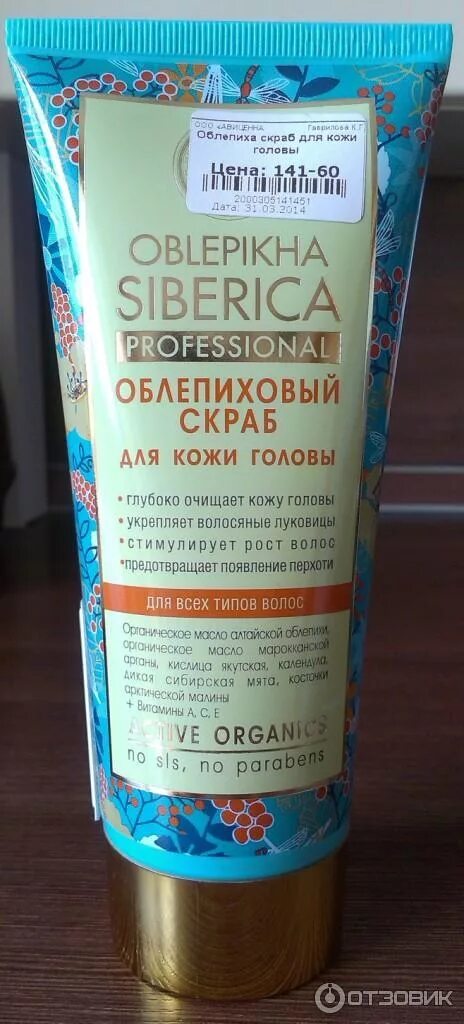 ООО «АВИЦЕННА Гаврилова К.Г
Облепиха скраб для кожи
головы
Цена: 141-60
2000305141451
Дата: 31.03.2014
OBLEPIKHA
SIBERICA
PROFESSIONAL
ОБЛЕПИХОВЫЙ
СКРАБ
ДЛЯ КОЖИ ГОЛОВЫ
• глубоко очищает кожу головы
• укрепляет волосяные луковицы
• стимулирует рост волос
• предотвращает появление перхоти
ДЛЯ ВСЕХ ТИПОВ ВОЛОС
Органическое масло алтайской облепихи,
органическое масло марокканской
арганы, кислица якутская, календула,
дикая сибирская мята, косточки
арктической малины
+ Витамины А, С, Е
ACTIVE ORGANICS
no sls, no parabens
ОТЗОВИК